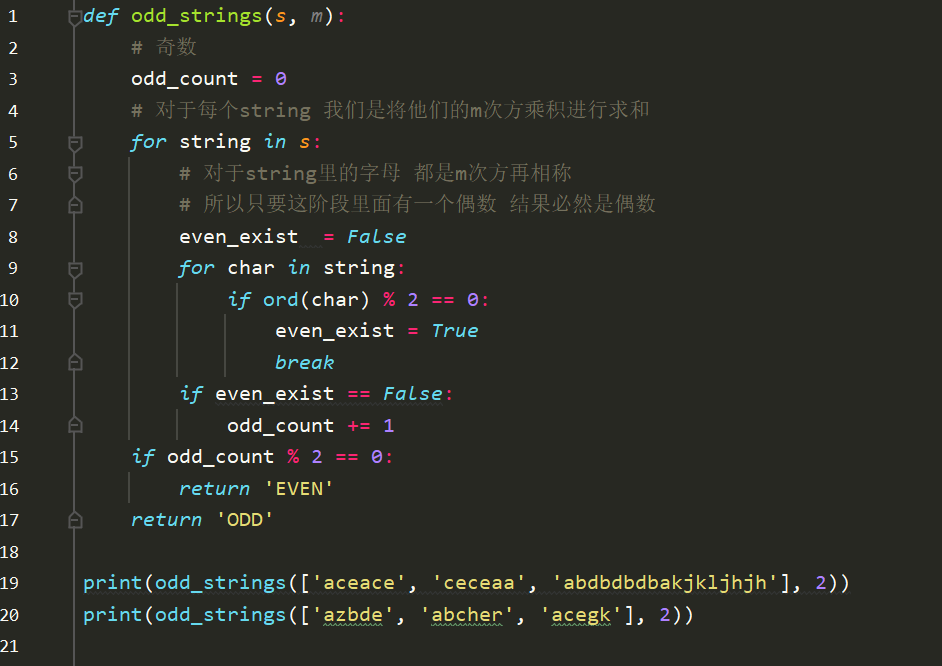 1 def odd_strings(s, m):
2 # 奇数
3 odd_count = 0
4 # 对于每个string 我们是将他们的m次方乘积进行求和
5 for string in s:
6 # 对于string里的字母 都是m次方再相称
7 # 所以只要这阶段里面有一个偶数 结果必然是偶数
8 even_exist = False
9 for char in string:
10 if ord(char) % 2 == 0:
11 even_exist = True
12 break
13 if even_exist == False:
14 odd_count += 1
15 if odd_count % 2 == 0:
16 return 'EVEN'
17 return 'ODD'
18
19 print(odd_strings(['aceace', 'ceceaa', 'abdbdbdbakjkljhjh'], 2))
20 print(odd_strings(['azbde', 'abcher', 'acegk'], 2))
21